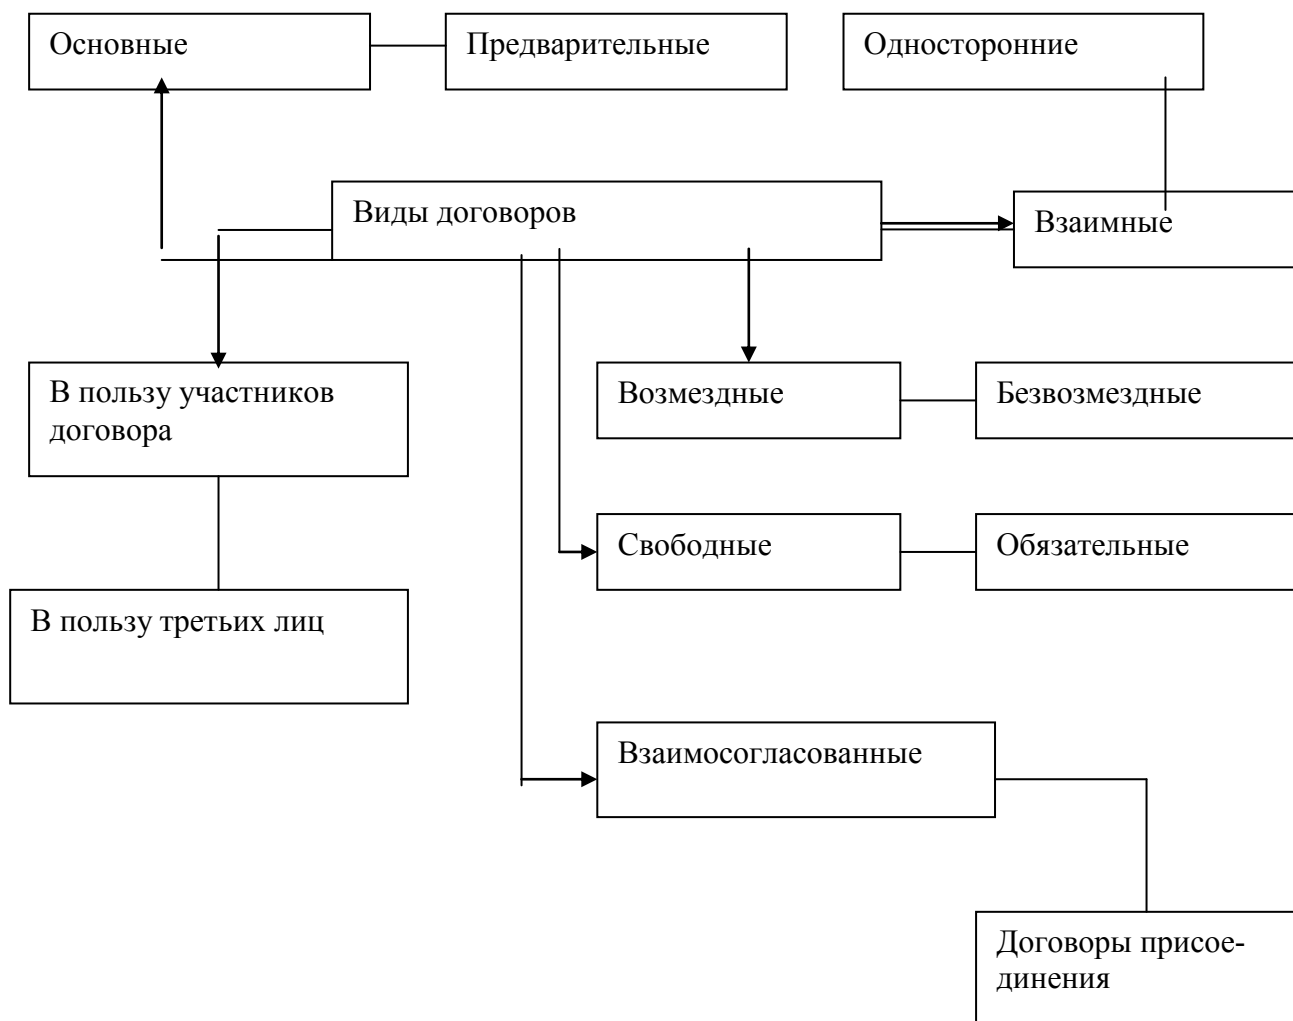 Основные
Предварительные
Односторонние
Виды договоров
Взаимные
В пользу участников
договора
Возмездные
Безвозмездные
Свободные
Обязательные
В пользу третьих лиц
Взаимосогласованные
Договоры присое-
динения